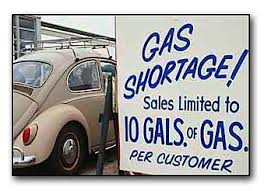 GAS
SHORTAGE!
Sales Limited to
10 GALS. OF GAS.
PER CUSTOMER